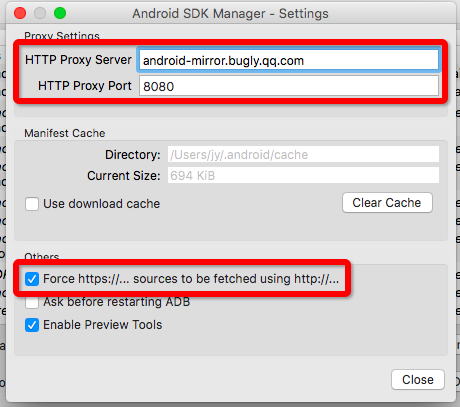 Android SDK Manager - Settings
Proxy Settings
HTTP Proxy Server android-mirror.bugly.qq.com
HTTP Proxy Port 8080
Manifest Cache
Directory: /Users/jy/.android/cache
Current Size: 694 KiB
Use download cache Clear Cache
Others
Force https://... sources to be fetched using http://...
Ask before restarting ADB
Enable Preview Tools
Close